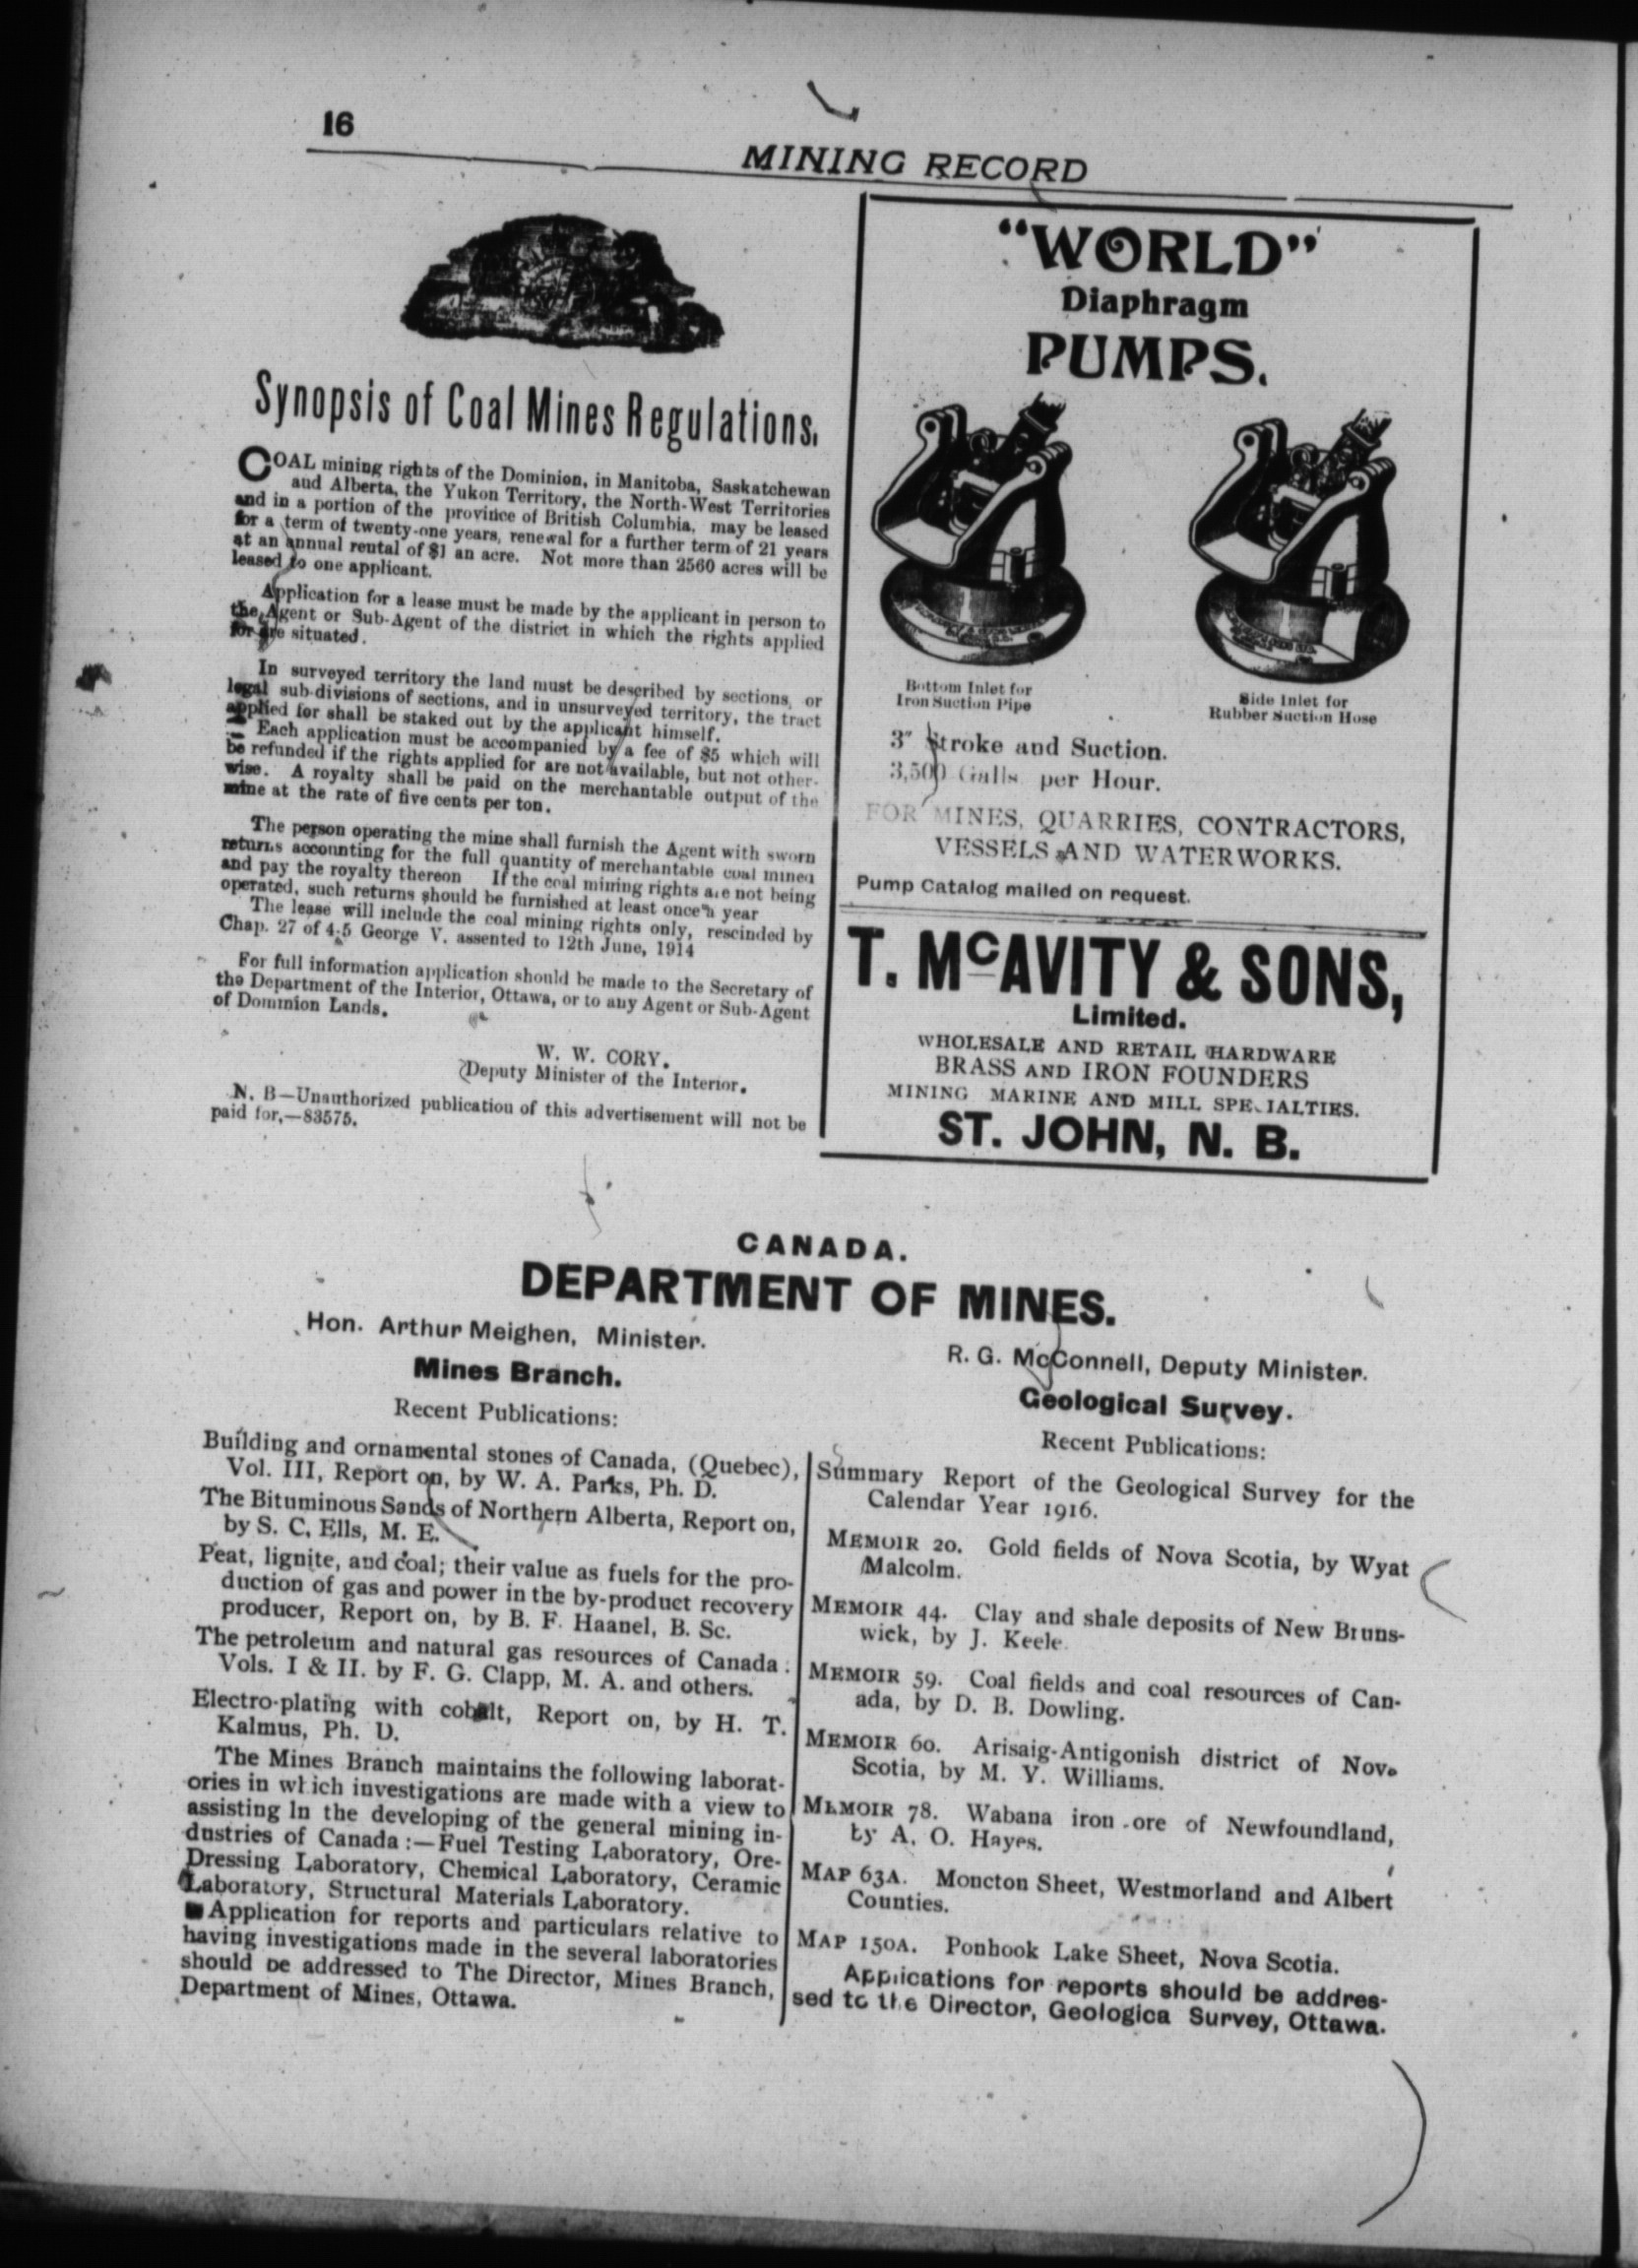 16
MINING RECORD
Synopsis of Coal Mines Regulations.
COAL mining rights of the Dominion, in Manitoba, Saskatchewan
aud Alberta, the Yukon Territory, the North-West Territories
and in a portion of the province of British Columbia, may be leased
for a term of twenty-one years, renewal for a further term of 21 years
at an annual rental of $1 an acre. Not more than 2560 acres will be
leased to one applicant.
Application for a lease must be made by the applicant in person to
the Agent or Sub-Agent of the district in which the rights applied
for are situated.
In surveyed territory the land must be described by sections, or
legal sub-divisions of sections, and in unsurveyed territory, the tract
applied for shall be staked out by the applicant himself.
Each application must be accompanied by a fee of $5 which will
be refunded if the rights applied for are not available, but not other-
wise. A royalty shall be paid on the merchantable output of the
mine at the rate of five cents per ton.
The person operating the mine shall furnish the Agent with sworn
returns accounting for the full quantity of merchantable coal mined
and pay the royalty thereon If the coal mining rights are not being
operated, such returns should be furnished at least once a year
The lease will include the coal mining rights only, rescinded by
Chap. 27 of 4-5 George V. assented to 12th June, 1914
For full information application should be made to the Secretary of
the Department of the Interior, Ottawa, or to any Agent or Sub-Agent
of Dominion Lands.
W. W. CORY.
Deputy Minister of the Interior.
N. B—Unauthorized publication of this advertisement will not be
paid for,—83575.
"WORLD"
Diaphragm
PUMPS.
Bottom Inlet for
Iron Suction Pipe
Side Inlet for
Rubber Suction Hose
3" Stroke and Suction.
3,500 Galls per Hour.
FOR MINES, QUARRIES, CONTRACTORS,
VESSELS AND WATERWORKS.
Pump Catalog mailed on request.
T. McAVITY & SONS,
Limited.
WHOLESALE AND RETAIL HARDWARE
BRASS AND IRON FOUNDERS
MINING MARINE AND MILL SPECIALTIES.
ST. JOHN, N. B.
CANADA.
DEPARTMENT OF MINES.
Hon. Arthur Meighen, Minister.
Mines Branch.
Recent Publications:
Building and ornamental stones of Canada, (Quebec),
Vol. III, Report on, by W. A. Parks, Ph. D.
The Bituminous Sands of Northern Alberta, Report on,
by S. C, Ells, M. E.
Peat, lignite, and coal; their value as fuels for the pro-
duction of gas and power in the by-product recovery
producer, Report on, by B. F. Haanel, B. Sc.
The petroleum and natural gas resources of Canada:
Vols. I & II. by F. G. Clapp, M. A. and others.
Electro-plating with cobalt, Report on, by H. T.
Kalmus, Ph. D.
The Mines Branch maintains the following laborat-
ories in which investigations are made with a view to
assisting In the developing of the general mining in-
dustries of Canada:—Fuel Testing Laboratory, Ore-
Dressing Laboratory, Chemical Laboratory, Ceramic
Laboratory, Structural Materials Laboratory.
Application for reports and particulars relative to
having investigations made in the several laboratories
should be addressed to The Director, Mines Branch,
Department of Mines, Ottawa.
R. G. McConnell, Deputy Minister.
Geological Survey.
Recent Publications:
Summary Report of the Geological Survey for the
Calendar Year 1916.
MEMOIR 20. Gold fields of Nova Scotia, by Wyat
Malcolm.
MEMOIR 44. Clay and shale deposits of New Bruns-
wick, by J. Keele
MEMOIR 59. Coal fields and coal resources of Can-
ada, by D. B. Dowling.
MEMOIR 60. Arisaig-Antigonish district of Nova
Scotia, by M. Y. Williams.
MEMOIR 78. Wabana iron ore of Newfoundland,
by A. O. Hayes.
MAP 63A. Moncton Sheet, Westmorland and Albert
Counties.
MAP 150A. Ponhook Lake Sheet, Nova Scotia.
Applications for reports should be addres-
sed to the Director, Geologica Survey, Ottawa.